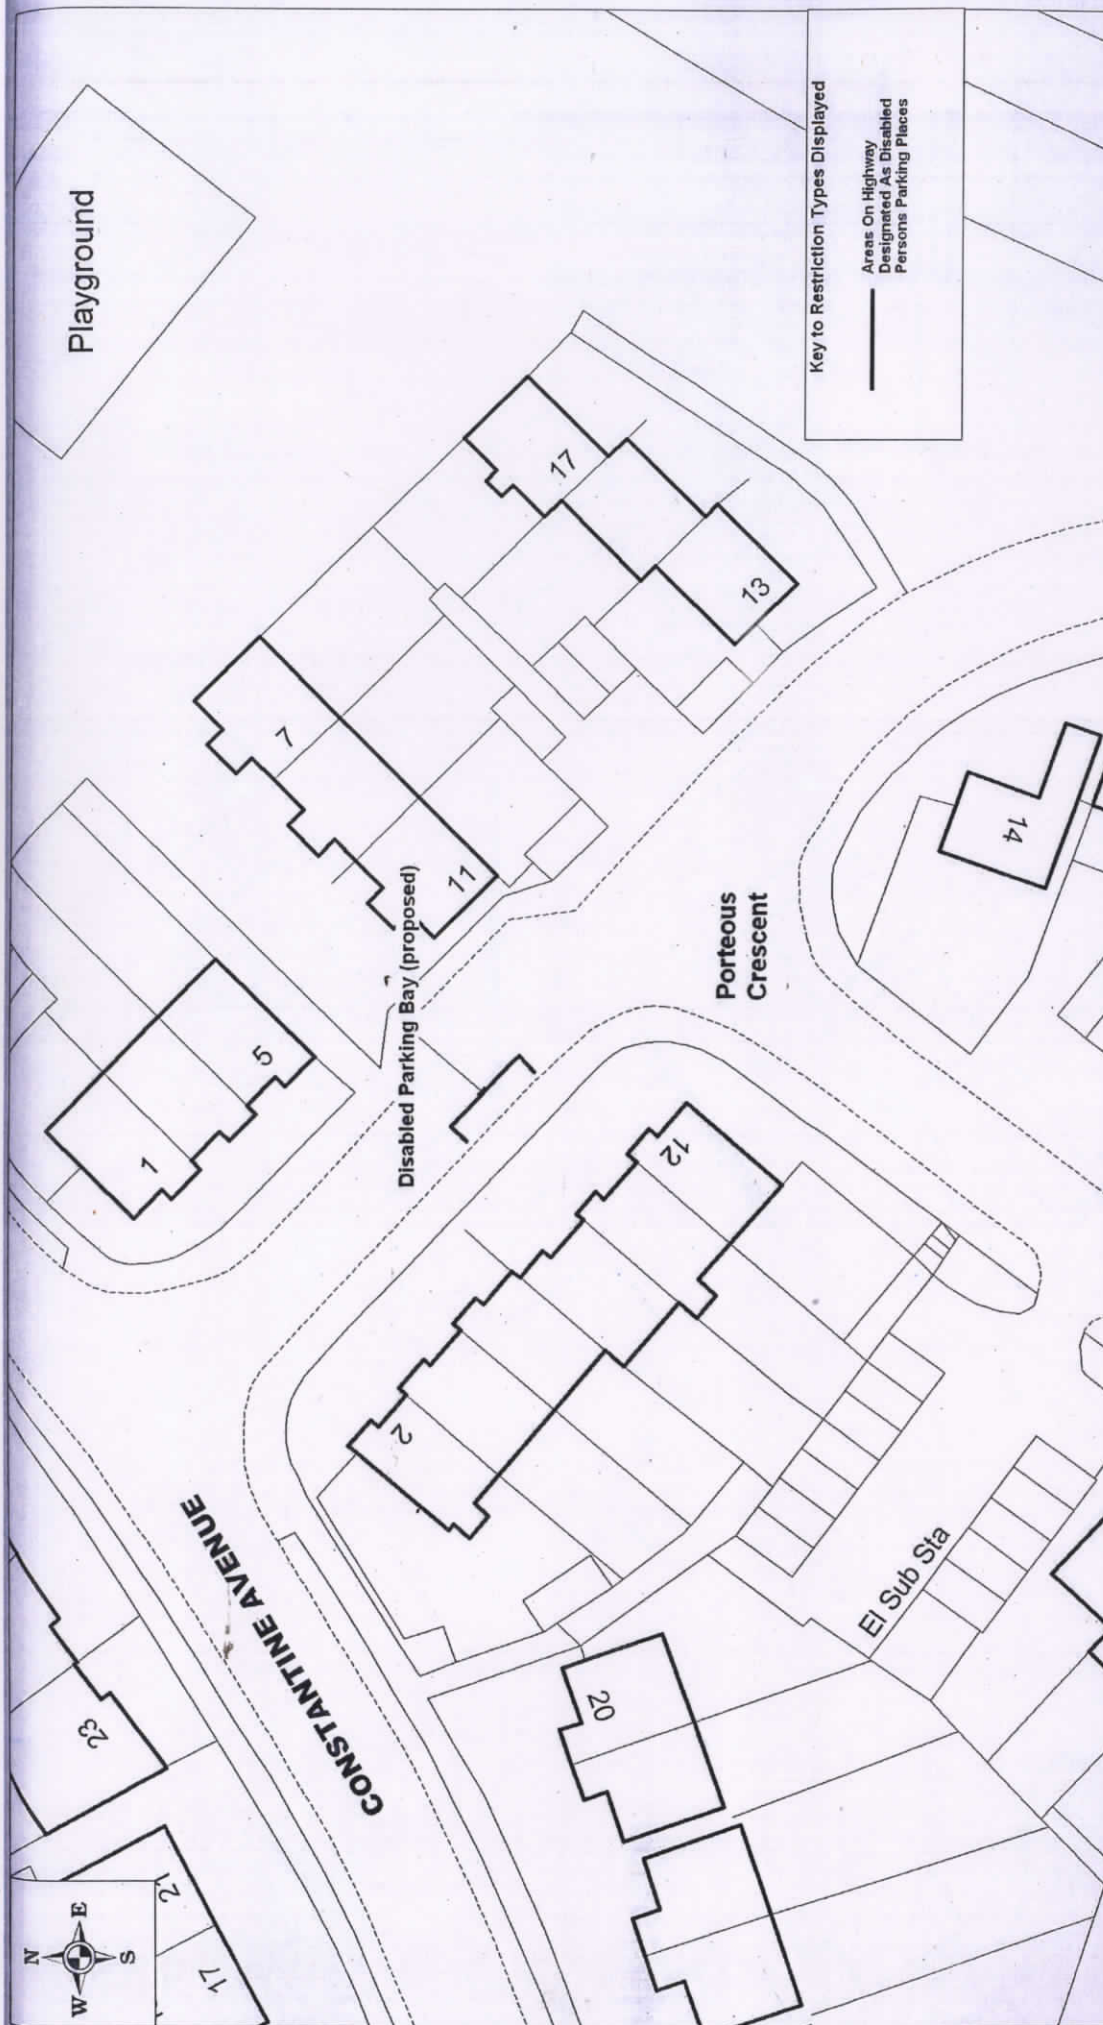 Playground
Key to Restriction Types Displayed
Areas On Highway
Designated As Disabled
Persons Parking Places
17
13
7
11
Disabled Parking Bay (proposed)
5
1
Porteous
Crescent
14
12
2
CONSTANTINE AVENUE
El Sub Sta
20
23
21
17
N
W
E
S